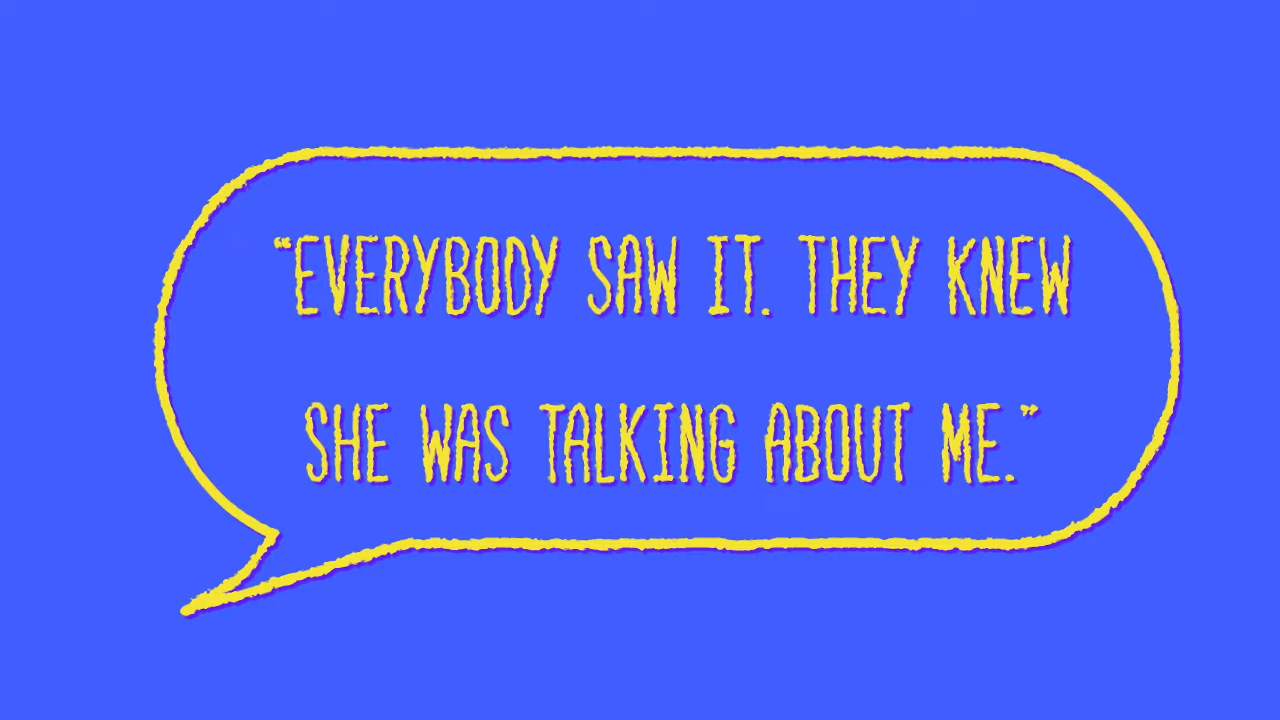 “EVERYBODY SAW IT. THEY KNEW
SHE WAS TALKING ABOUT ME.”